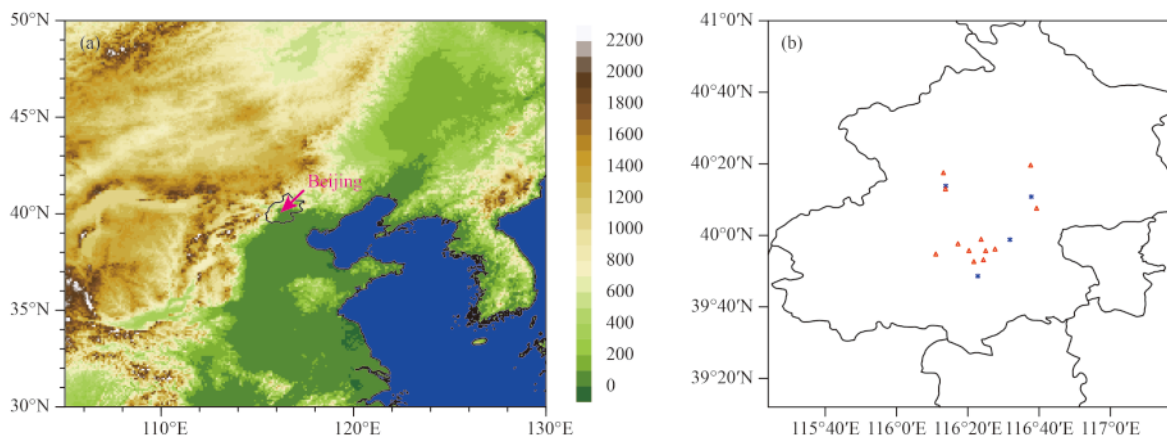 50°N
45°N
40°N
35°N
30°N
110°E
120°E
130°E
(a)
Beijing
2200
2000
1800
1600
1400
1200
1000
800
600
400
200
0
41°0′N
40°40′N
40°20′N
40°0′N
39°40′N
39°20′N
115°40′E
116°0′E
116°20′E
116°40′E
117°0′E
(b)